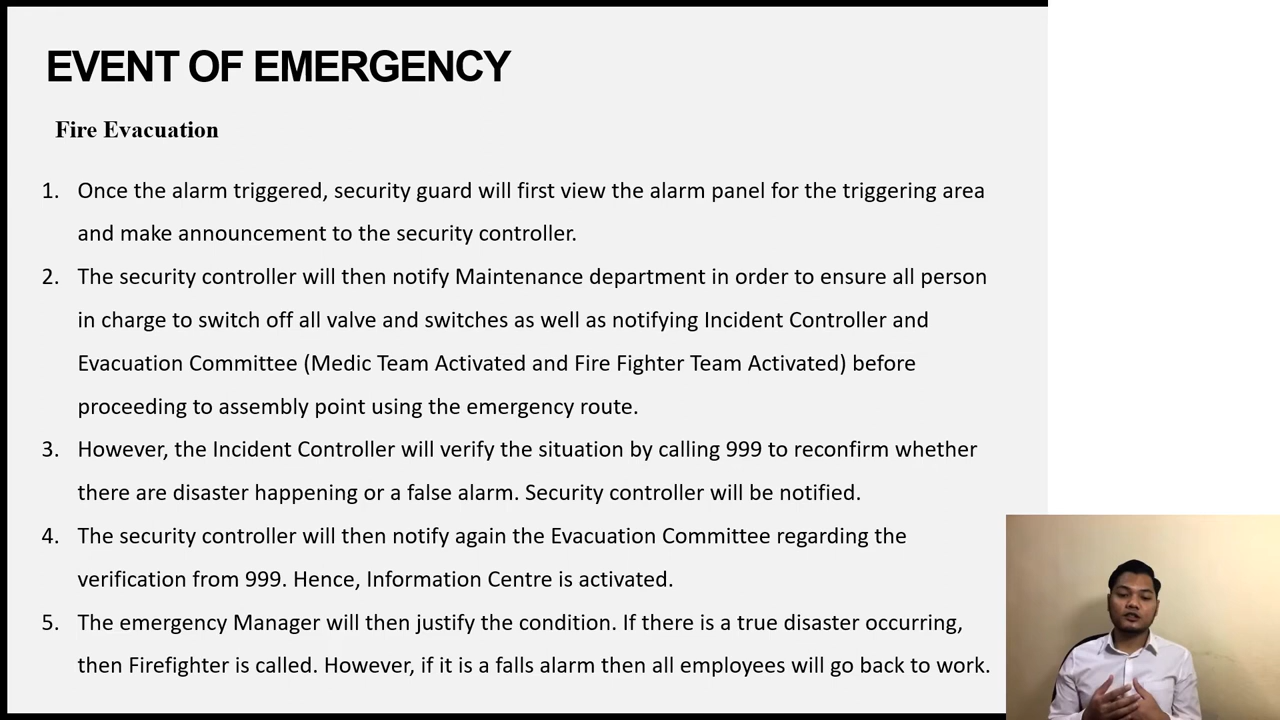 EVENT OF EMERGENCY
Fire Evacuation
1. Once the alarm triggered, security guard will first view the alarm panel for the triggering area
and make announcement to the security controller.
2. The security controller will then notify Maintenance department in order to ensure all person
in charge to switch off all valve and switches as well as notifying Incident Controller and
Evacuation Committee (Medic Team Activated and Fire Fighter Team Activated) before
proceeding to assembly point using the emergency route.
3. However, the Incident Controller will verify the situation by calling 999 to reconfirm whether
there are disaster happening or a false alarm. Security controller will be notified.
4. The security controller will then notify again the Evacuation Committee regarding the
verification from 999. Hence, Information Centre is activated.
5. The emergency Manager will then justify the condition. If there is a true disaster occurring,
then Firefighter is called. However, if it is a falls alarm then all employees will go back to work.